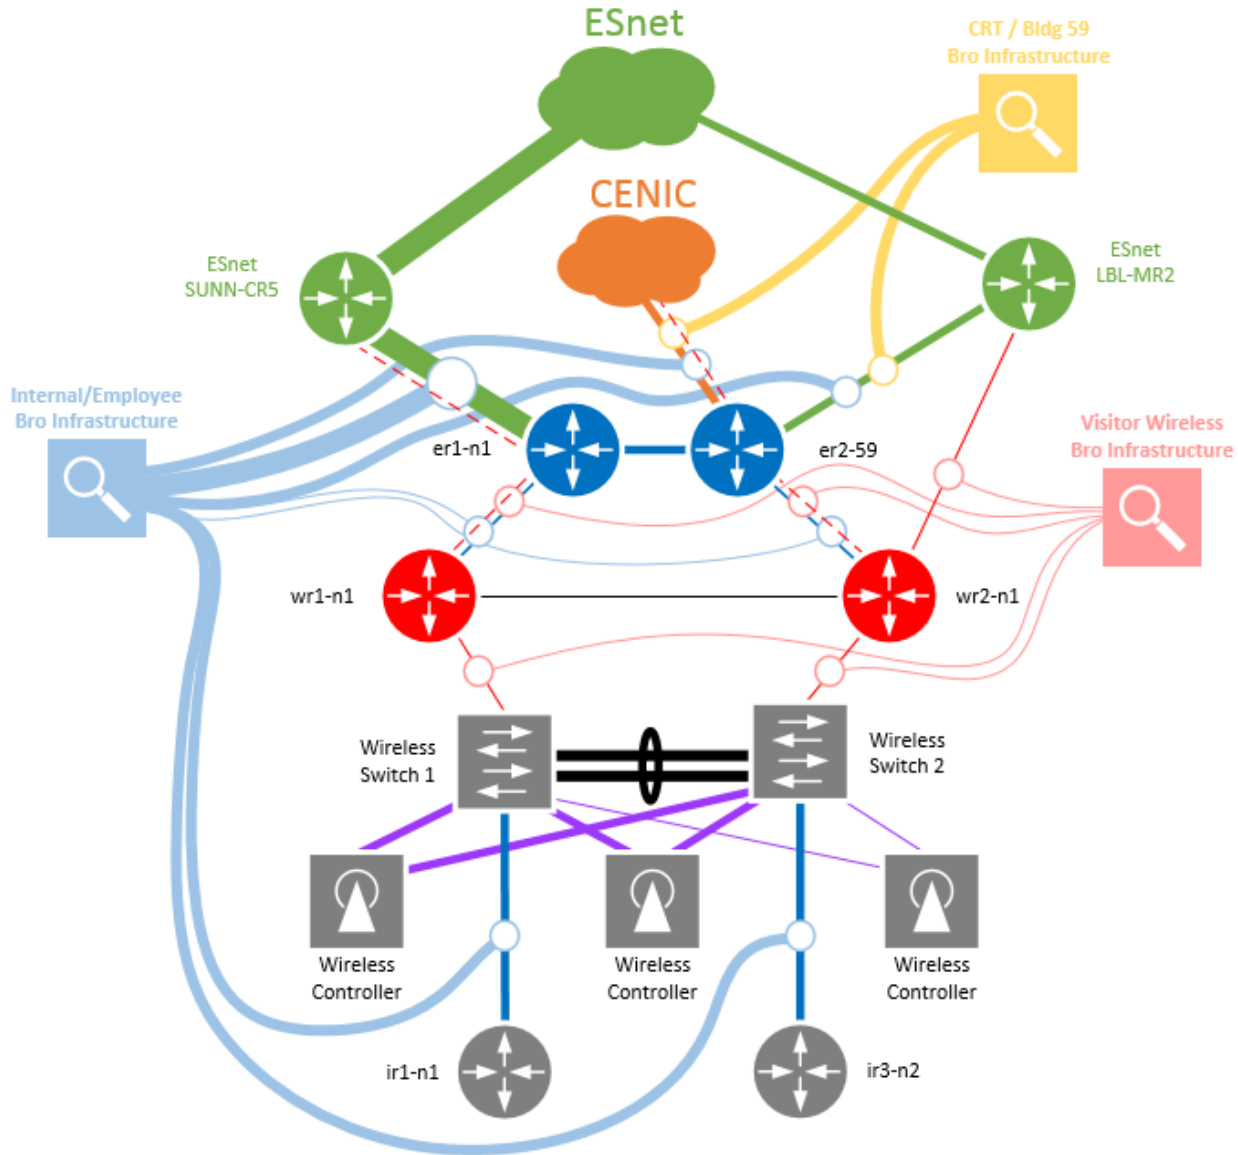 ESnet
CRT / Bldg 59
Bro Infrastructure
CENIC
ESnet
SUNN-CR5
ESnet
LBL-MR2
Internal/Employee
Bro Infrastructure
er1-n1
er2-59
Visitor Wireless
Bro Infrastructure
wr1-n1
wr2-n1
Wireless
Switch 1
Wireless
Switch 2
Wireless
Controller
Wireless
Controller
Wireless
Controller
ir1-n1
ir3-n2